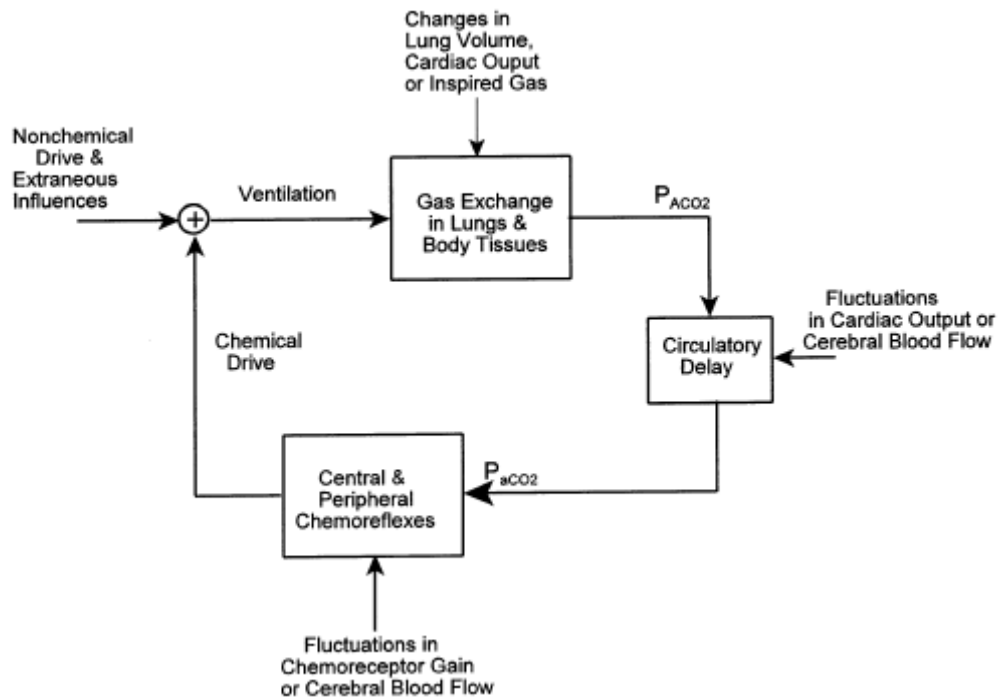 Changes in
Lung Volume,
Cardiac Ouput
or Inspired Gas
Nonchemical
Drive &
Extraneous
Influences
Ventilation
+
Gas Exchange
in Lungs &
Body Tissues
PACO2
Fluctuations
in Cardiac Output or
Cerebral Blood Flow
Circulatory
Delay
Chemical
Drive
Central &
Peripheral
Chemoreflexes
PaCO2
Fluctuations in
Chemoreceptor Gain
or Cerebral Blood Flow